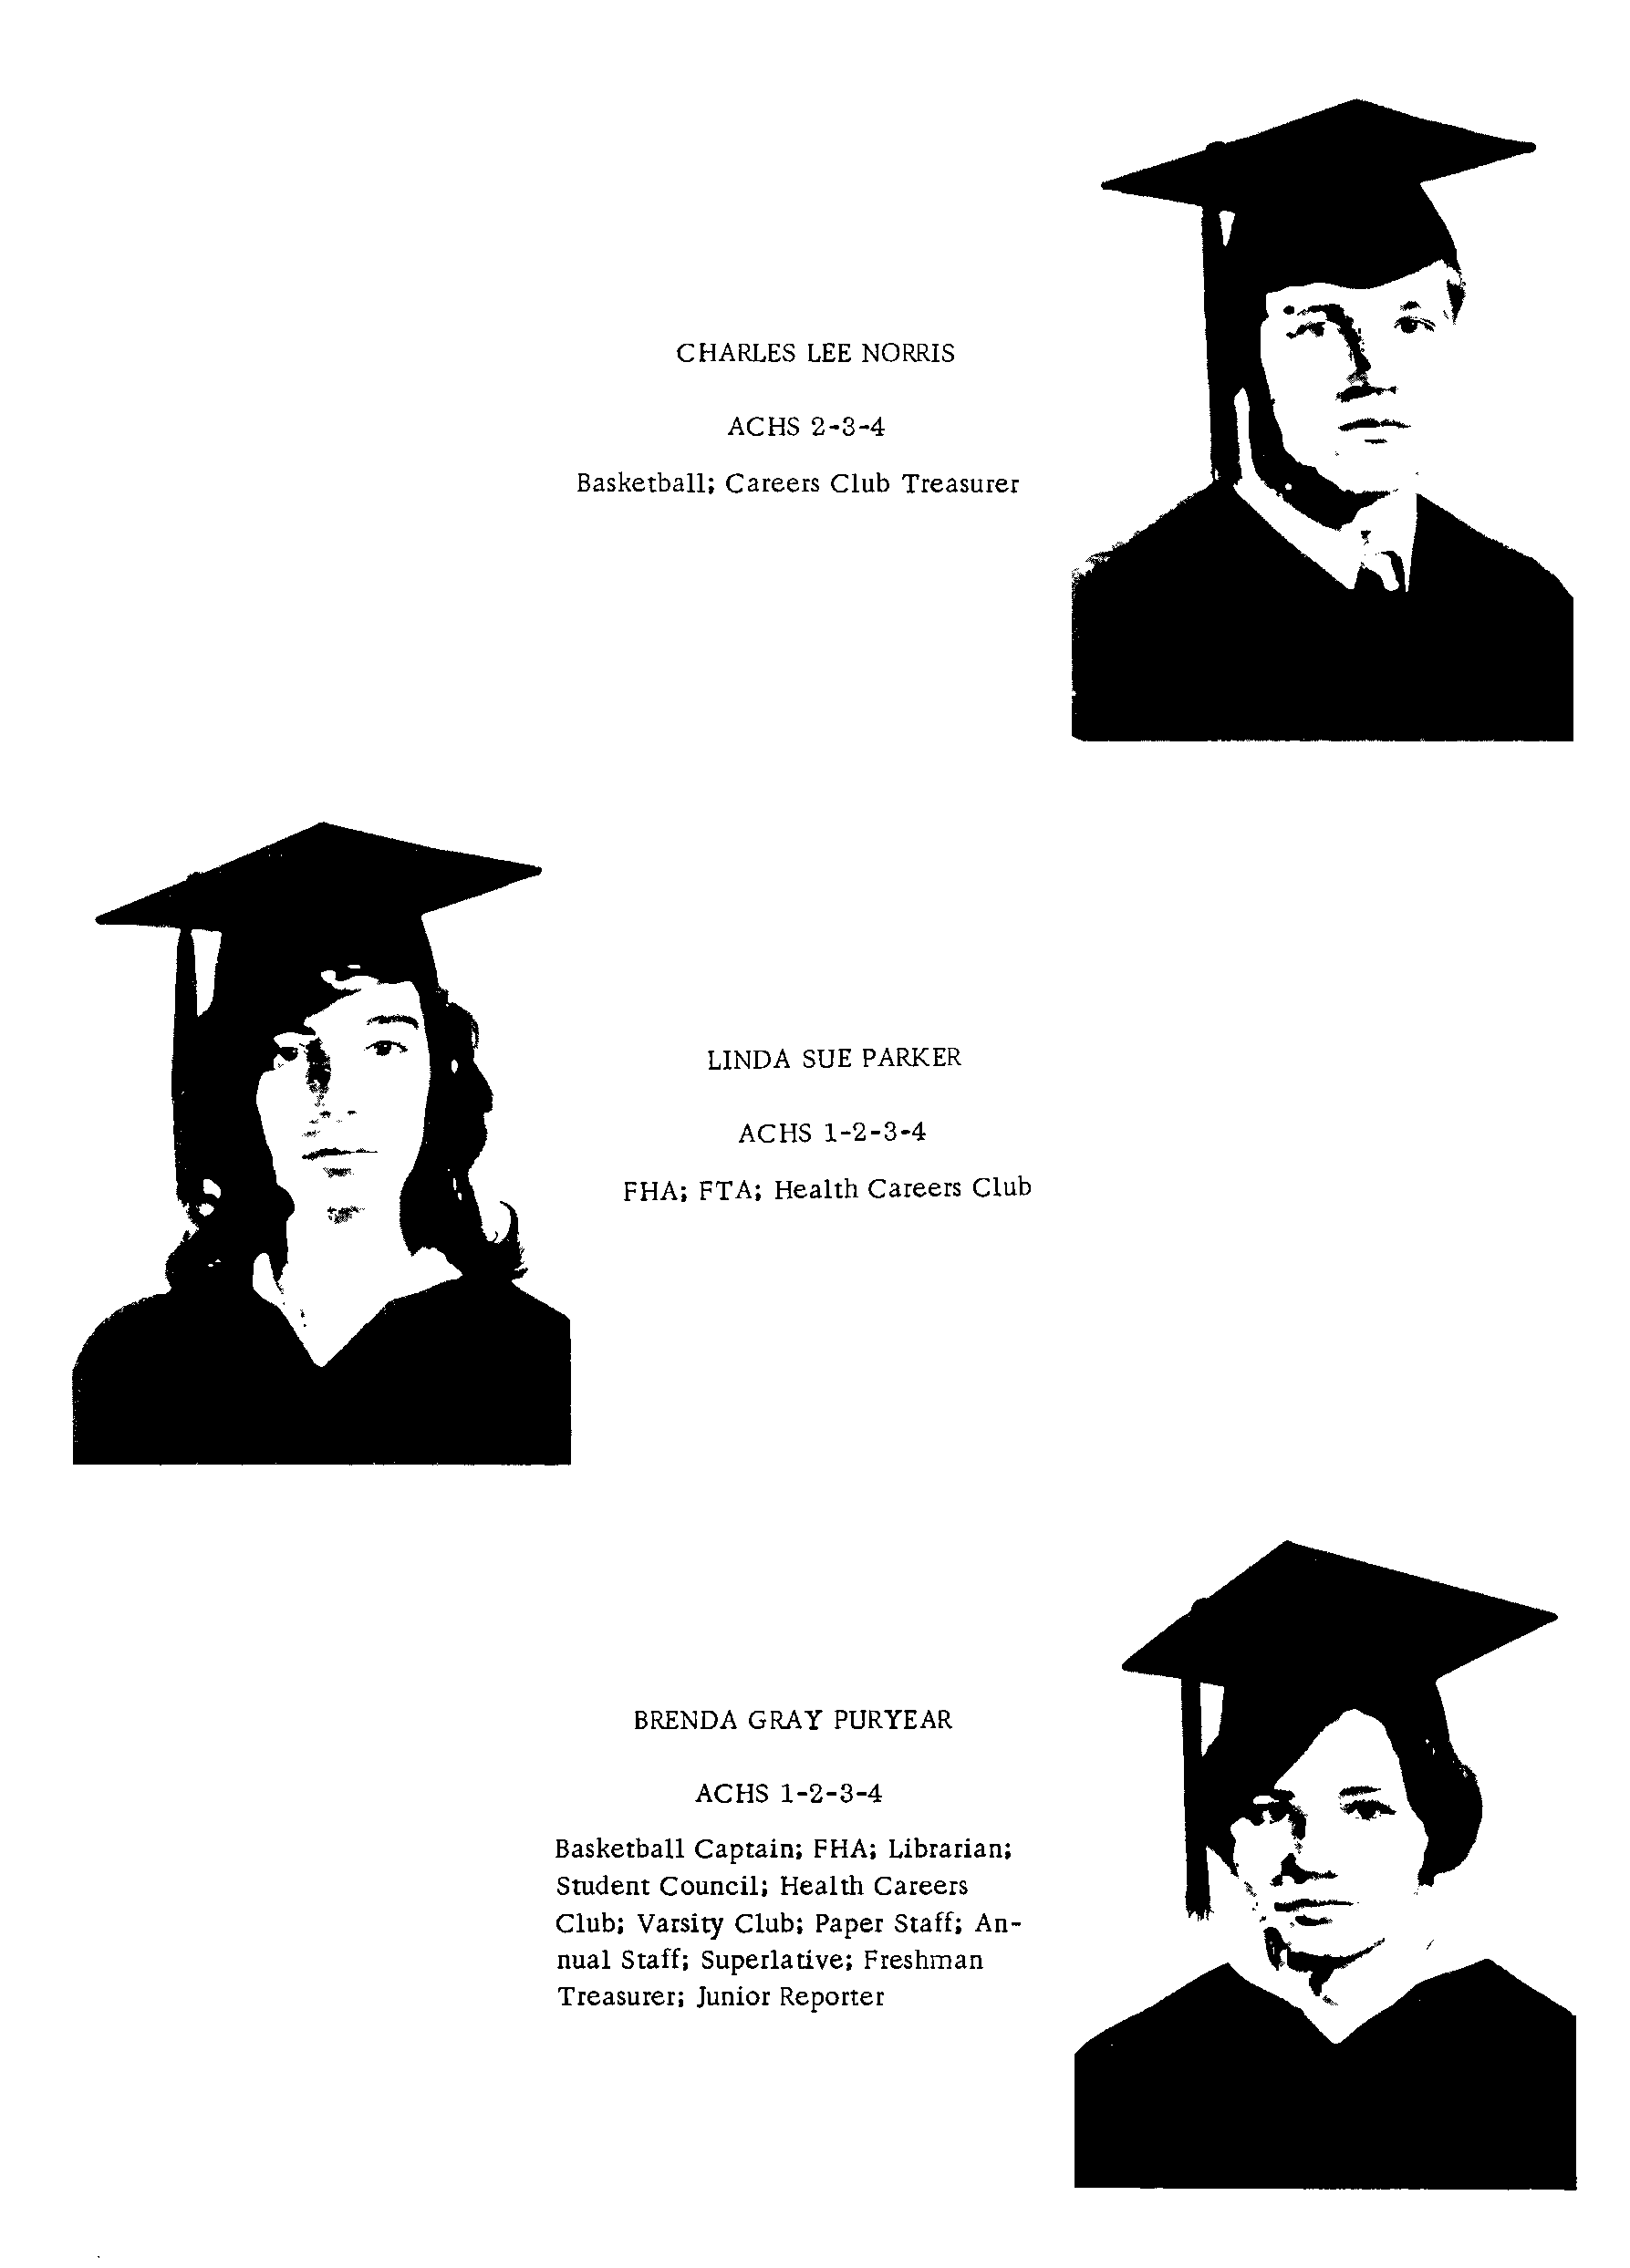 CHARLES LEE NORRIS
ACHS 2-3-4
Basketball; Careers Club Treasurer
LINDA SUE PARKER
ACHS 1-2-3-4
FHA; FTA; Health Careers Club
BRENDA GRAY PURYEAR
ACHS 1-2-3-4
Basketball Captain; FHA; Librarian;
Student Council; Health Careers
Club; Varsity Club; Paper Staff; An-
nual Staff; Superlative; Freshman
Treasurer; Junior Reporter